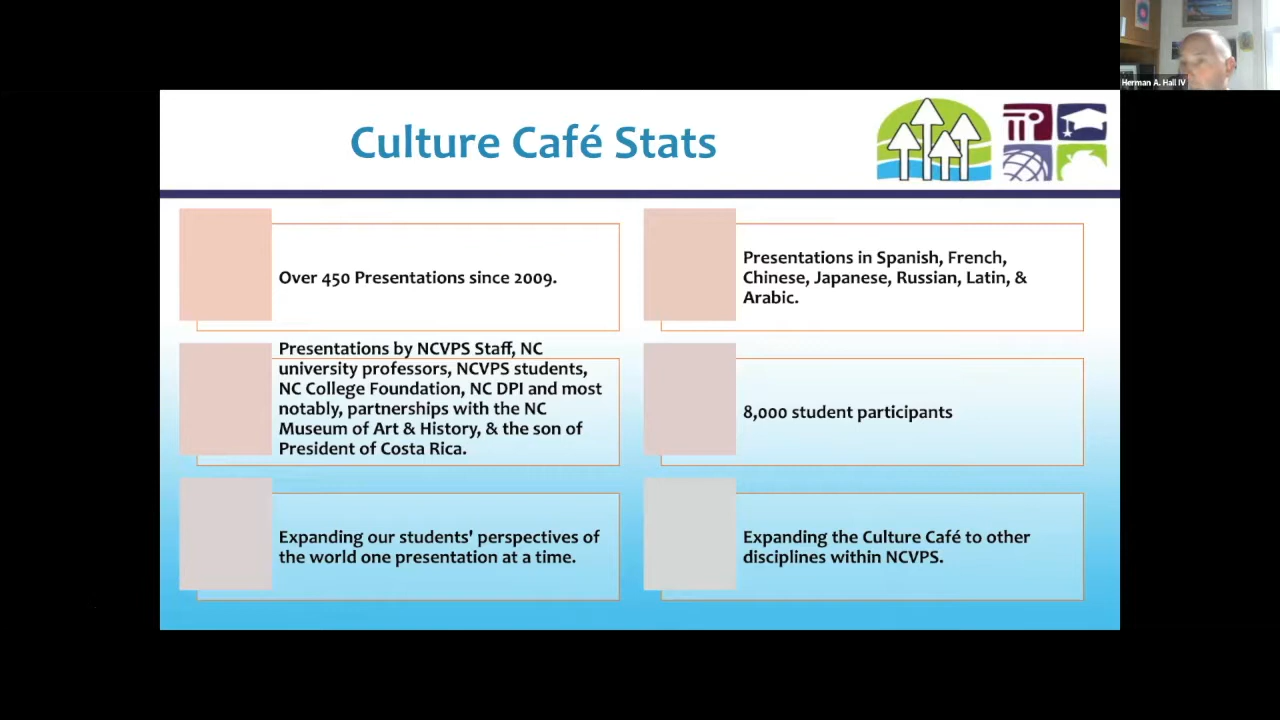 Herman A. Hall IV
Culture Café Stats
Over 450 Presentations since 2009.
Presentations in Spanish, French,
Chinese, Japanese, Russian, Latin, &
Arabic.
Presentations by NCVPS Staff, NC
university professors, NCVPS students,
NC College Foundation, NC DPI and most
notably, partnerships with the NC
Museum of Art & History, & the son of
President of Costa Rica.
8,000 student participants
Expanding our students' perspectives of
the world one presentation at a time.
Expanding the Culture Café to other
disciplines within NCVPS.